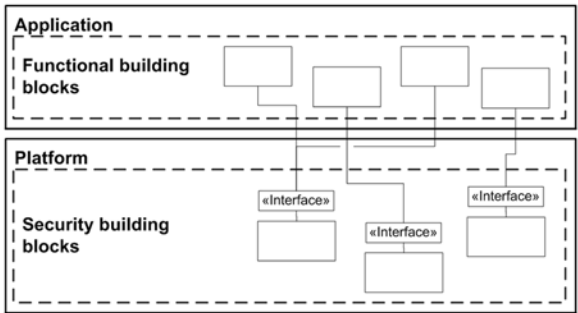 Application
Functional building
blocks
Platform
«Interface»
«Interface»
Security building
blocks
«Interface»